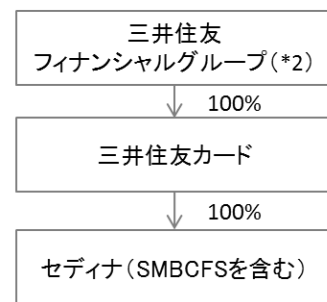 三井住友
フィナンシャルグループ(*2)
100%
三井住友カード
100%
セディナ(SMBCFSを含む)